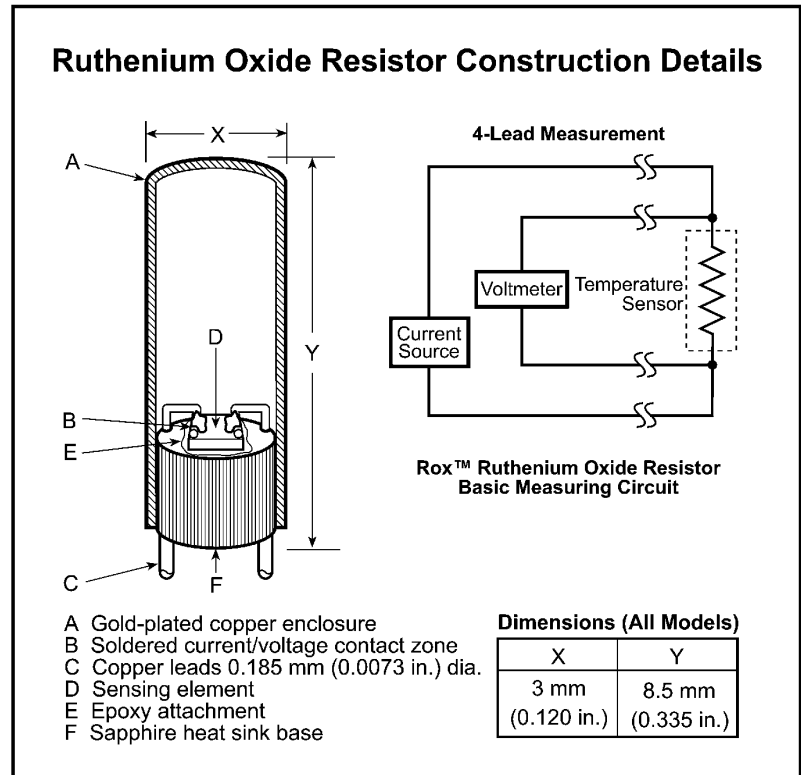 Ruthenium Oxide Resistor Construction Details
X
A
D
Y
B
E
C
F
4-Lead Measurement
Voltmeter
Temperature
Sensor
Current
Source
Rox™ Ruthenium Oxide Resistor
Basic Measuring Circuit
A Gold-plated copper enclosure
B Soldered current/voltage contact zone
C Copper leads 0.185 mm (0.0073 in.) dia.
D Sensing element
E Epoxy attachment
F Sapphire heat sink base
Dimensions (All Models)
X Y
3 mm 8.5 mm
(0.120 in.) (0.335 in.)